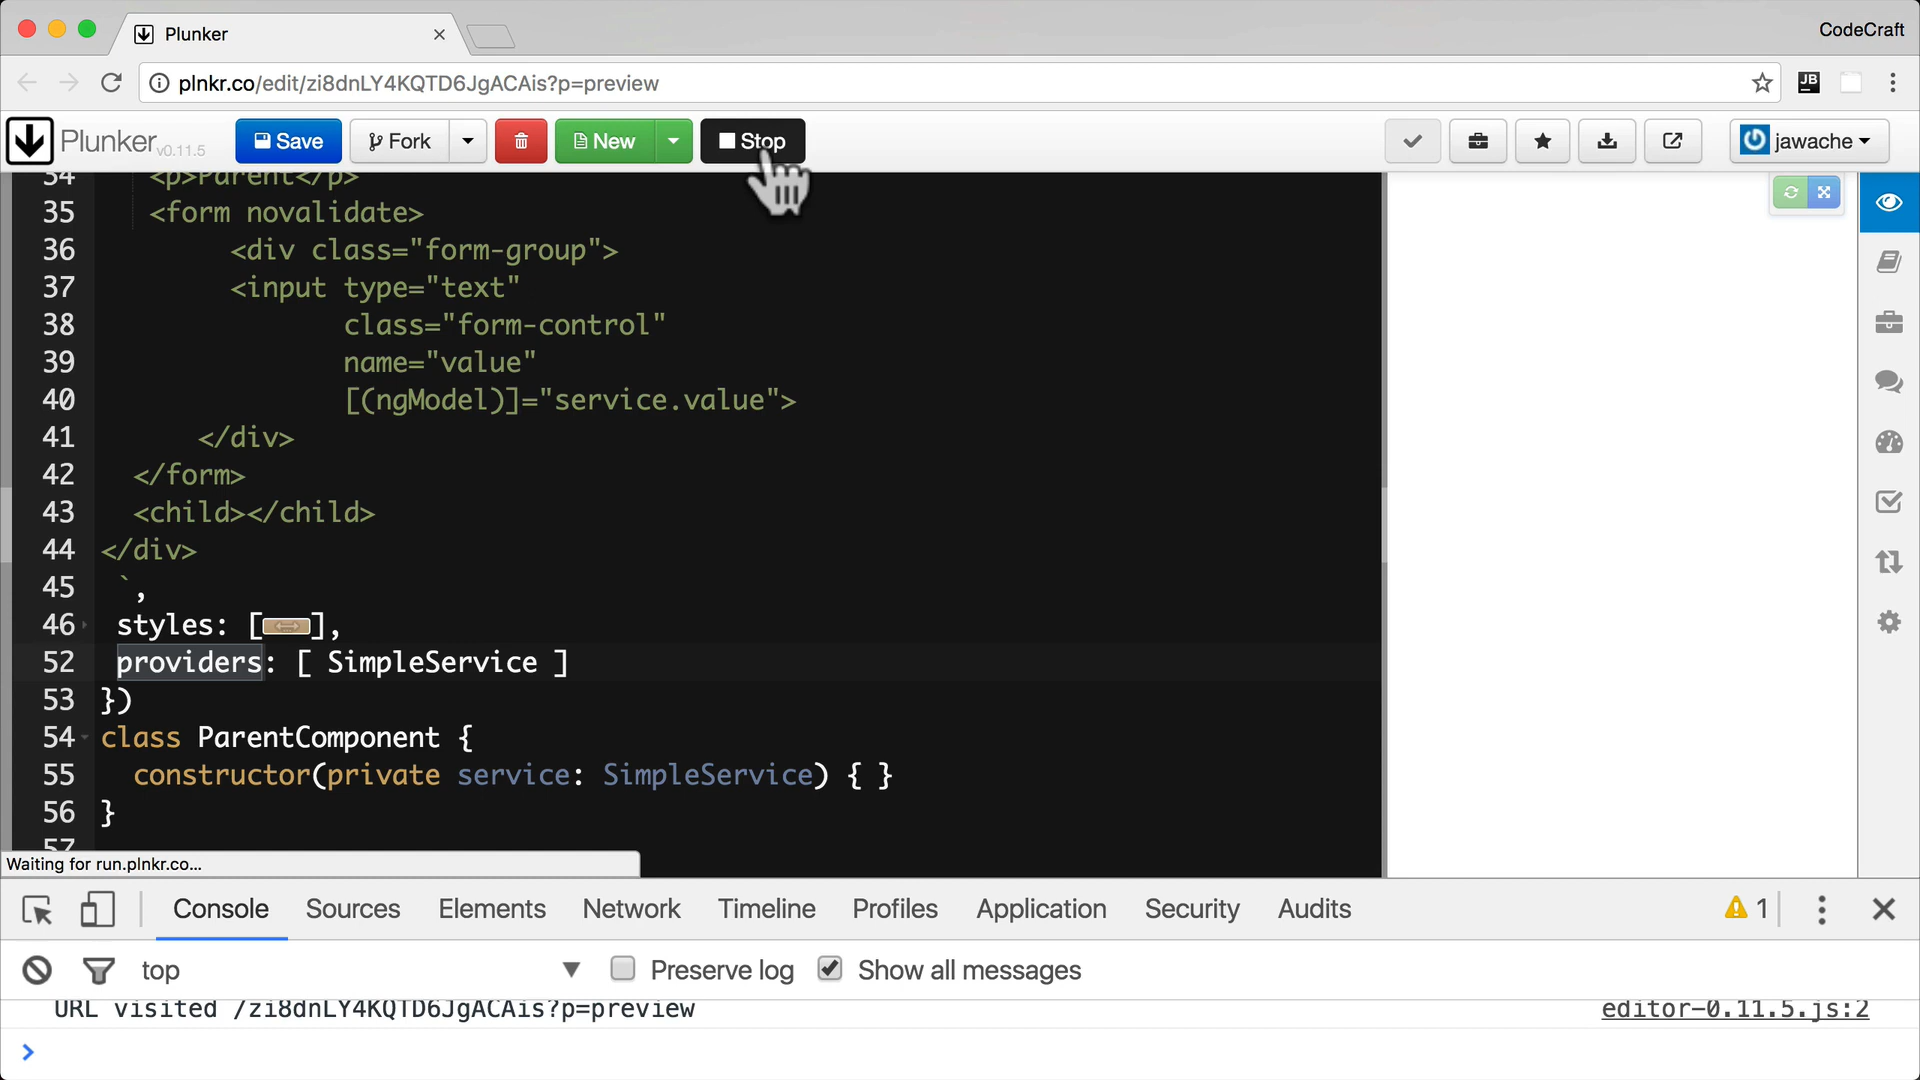 Plunker
CodeCraft
plnkr.co/edit/zi8dnLY4KQTD6JgACAis?p=preview
JB
Plunker v0.11.5
Save
Fork
New
Stop
jawache
34 <p>Parent</p>
35 <form novalidate>
36 <div class="form-group">
37 <input type="text"
38 class="form-control"
39 name="value"
40 [(ngModel)]="service.value">
41 </div>
42 </form>
43 <child></child>
44 </div>
45 `,
46 styles: [],
52 providers: [ SimpleService ]
53 })
54 class ParentComponent {
55 constructor(private service: SimpleService) { }
56 }
57
Waiting for run.plnkr.co...
Console Sources Elements Network Timeline Profiles Application Security Audits 1
top Preserve log Show all messages
URL visited /zi8dnLY4KQTD6JgACAis?p=preview editor-0.11.5.js:2
>